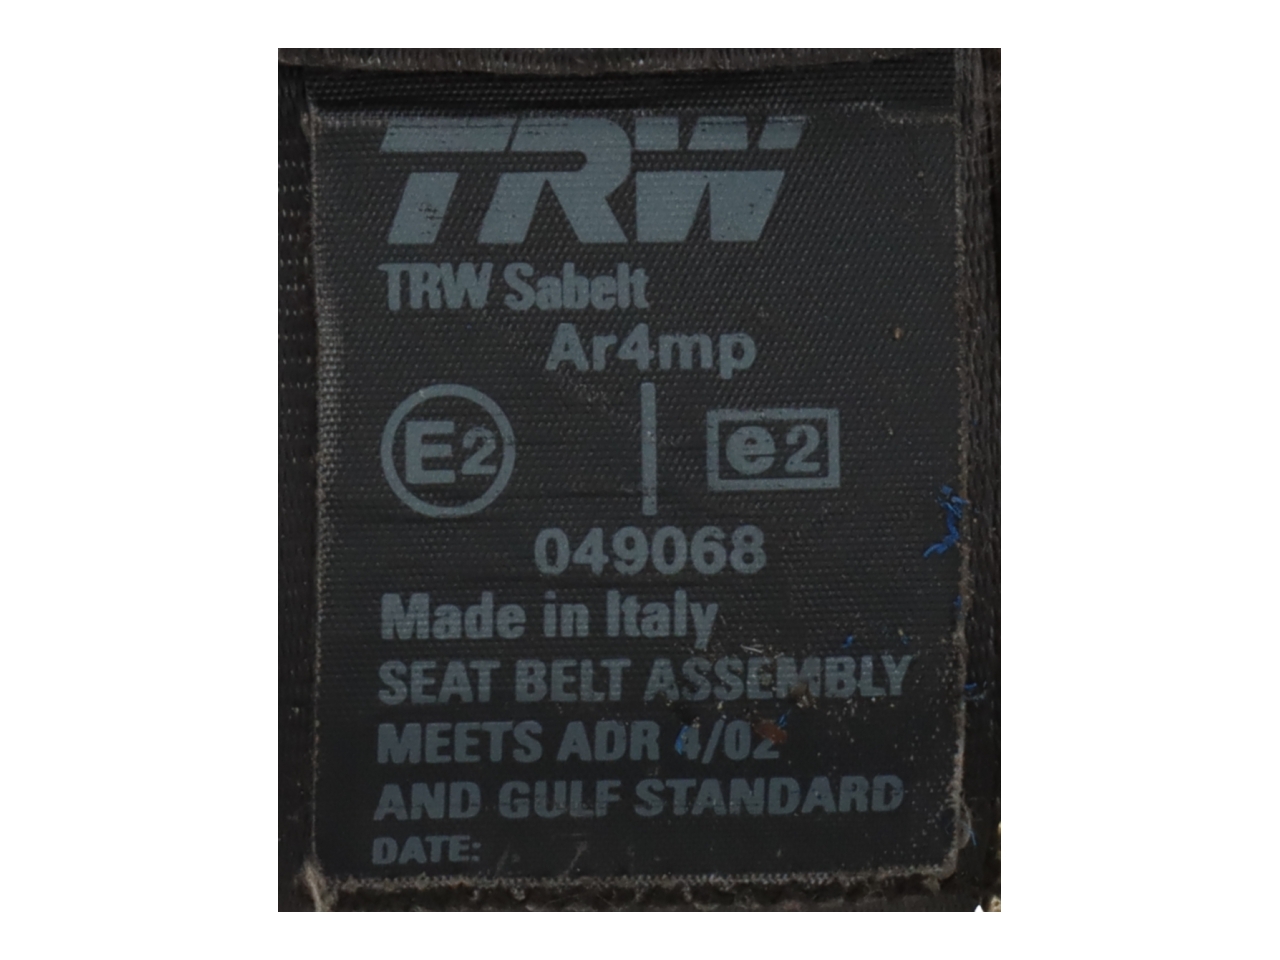 TRW
TRW Sabelt
Ar4mp
E2 | e2
049068
Made in Italy
SEAT BELT ASSEMBLY
MEETS ADR 4/02
AND GULF STANDARD
DATE: